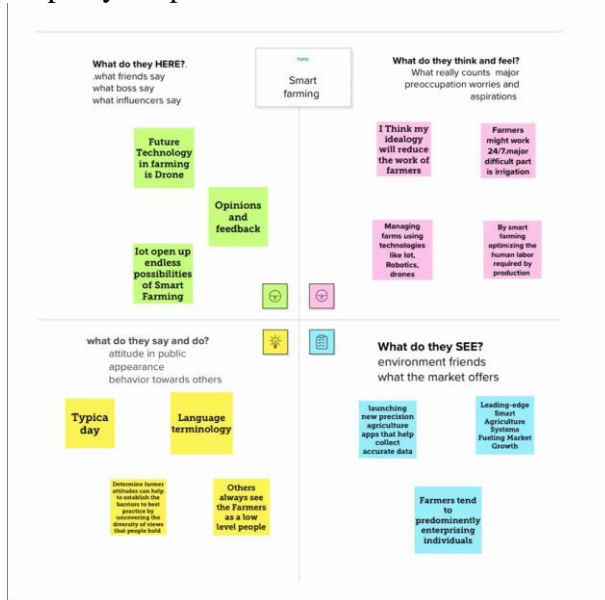 What do they HERE?.
.what friends say
what boss say
what influencers say
TOPIC
Smart
farming
What do they think and feel?
What really counts major
preoccupation worries and
aspirations
Future
Technology
in farming
is Drone
Opinions
and
feedback
Iot open up
endless
possibilities
of Smart
Farming
I Think my
idealogy
will reduce
the work of
farmers
Farmers
might work
24/7.major
difficult part
is irrigation
Managing
farms using
technologies
like Iot,
Robotics,
drones
By smart
farming
optimizing the
human labor
required by
production
what do they say and do?
attitude in public
appearance
behavior towards others
Typica
day
Language
terminology
Determine farmer
attitudes can help
to establish the
barriers to best
practice by
uncovering the
diversity of views
that people hold
Others
always see
the Farmers
as a low
level people
What do they SEE?
environment friends
what the market offers
launching
new precision
agriculture
apps that help
collect
accurate data
Leading-edge
Smart
Agriculture
Systems
Fueling Market
Growth
Farmers tend
to
predominently
enterprising
individuals